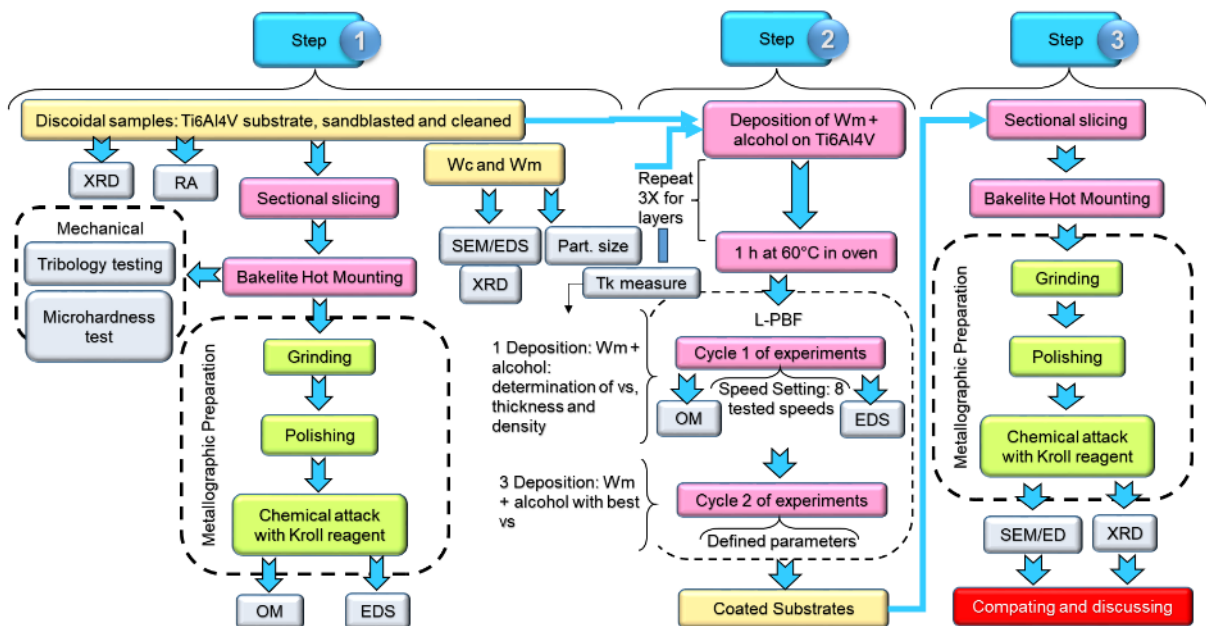 Step 1
Discoidal samples: Ti6Al4V substrate, sandblasted and cleaned
XRD
RA
Wc and Wm
Sectional slicing
SEM/EDS
Part. size
XRD
Mechanical
Tribology testing
Microhardness
test
Bakelite Hot Mounting
Metallographic Preparation
Grinding
Polishing
Chemical attack
with Kroll reagent
OM
EDS
Step 2
Deposition of Wm +
alcohol on Ti6Al4V
Repeat
3X for
layers
1 h at 60°C in oven
Tk measure
L-PBF
1 Deposition: Wm +
alcohol:
determination of vs,
thickness and
density
Cycle 1 of experiments
Speed Setting: 8
tested speeds
OM
EDS
3 Deposition: Wm
+ alcohol with best
vs
Cycle 2 of experiments
Defined parameters
Coated Substrates
Step 3
Sectional slicing
Bakelite Hot Mounting
Metallographic Preparation
Grinding
Polishing
Chemical attack
with Kroll reagent
SEM/ED
XRD
Compating and discussing